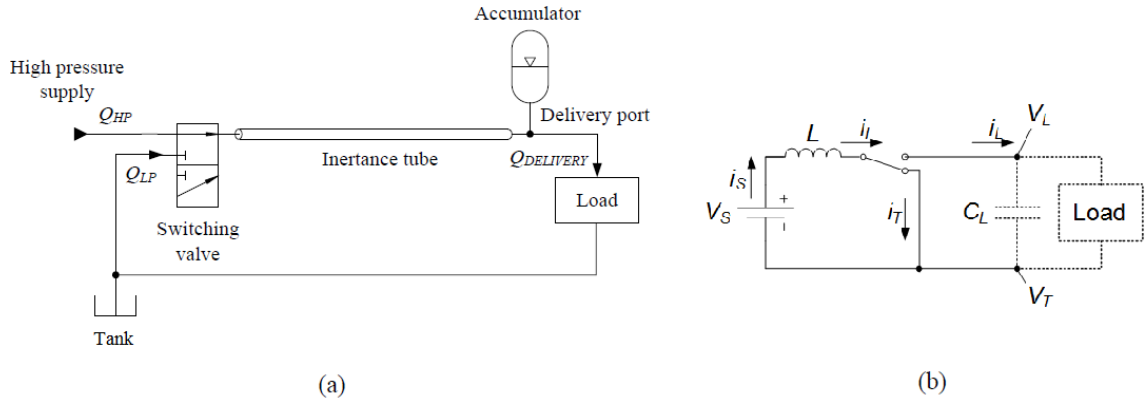 Accumulator
High pressure
supply
Q_HP
Delivery port
Inertance tube
Q_DELIVERY
Q_LP
Load
Switching
valve
Tank
(a)
V_L
L
i_I
i_L
i_S
V_S
+
−
i_T
C_L
Load
V_T
(b)